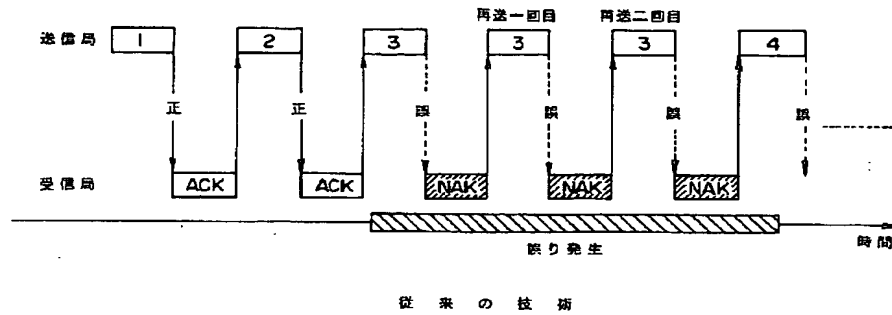 再送一回目 再送二回目
送信局 1 2 3 3 3 4
正 正 誤 誤 誤 誤
受信局 ACK ACK NAK NAK NAK
時間
誤り発生
従来の技術